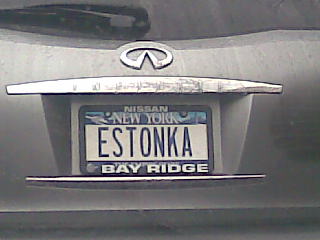 NISSAN
NEW YORK
ESTONKA
BAY RIDGE